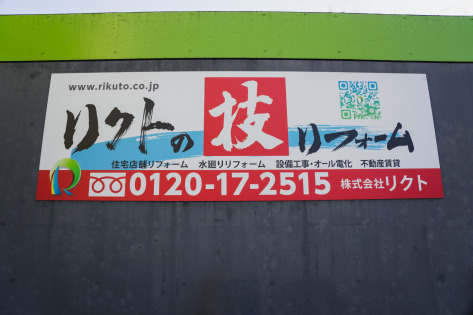 www.rikuto.co.jp
リクトの 技 リフォーム
住宅店舗リフォーム 水廻りリフォーム 設備工事・オール電化 不動産賃貸
R 0120-17-2515 株式会社リクト